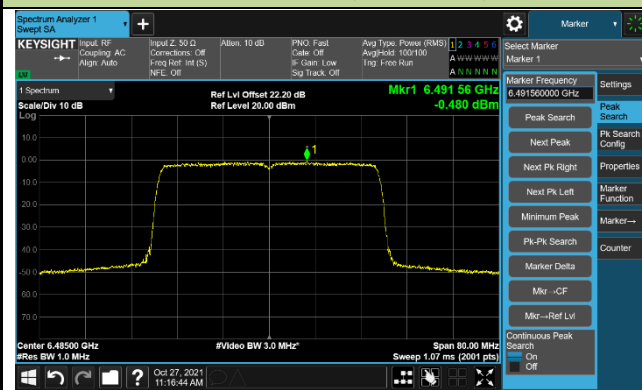 Spectrum Analyzer 1
Swept SA
Marker
KEYSIGHT
Input: RF
Coupling: AC
Align: Auto
Input Z: 50 Ω
Corrections: Off
Freq Ref: Int (S)
NFE: Off
Atten: 10 dB
PNO: Fast
Gate: Off
IF Gain: Low
Sig Track: Off
Avg Type: Power (RMS)
Avg|Hold: 100/100
Trig: Free Run
1 2 3 4 5 6
A W W W W W
A N N N N N
Select Marker
Marker 1
1 Spectrum
Scale/Div 10 dB
Log
Ref Lvl Offset 22.20 dB
Ref Level 20.00 dBm
Mkr1 6.491 56 GHz
-0.480 dBm
Marker Frequency
6.491560000 GHz
Peak Search
Next Peak
Next Pk Right
Next Pk Left
Minimum Peak
Pk-Pk Search
Marker Delta
Mkr→CF
Mkr→Ref Lvl
Continuous Peak
Search
On
Off
Settings
Peak
Search
Pk Search
Config
Properties
Marker
Function
Marker→
Counter
10.0
0.00
10.0
20.0
30.0
40.0
-50.0
60.0
70.0
1
Center 6.48500 GHz
#Res BW 1.0 MHz
#Video BW 3.0 MHz*
Span 80.00 MHz
Sweep 1.07 ms (2001 pts)
Oct 27, 2021
11:16:44 AM